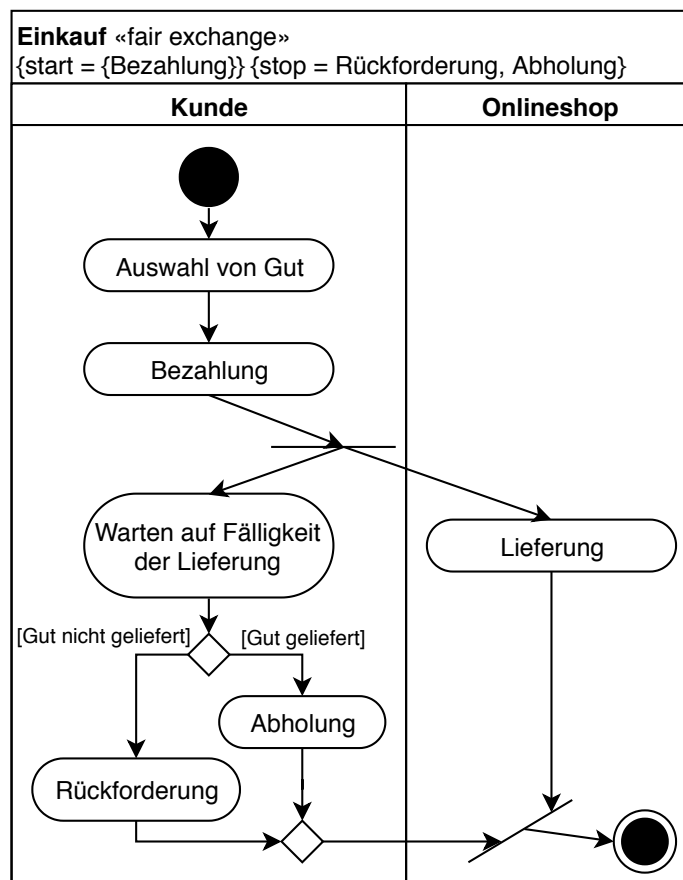 Einkauf «fair exchange»
{start = {Bezahlung}} {stop = Rückforderung, Abholung}
Kunde
Onlineshop
Auswahl von Gut
Bezahlung
Warten auf Fälligkeit
der Lieferung
Lieferung
[Gut nicht geliefert]
[Gut geliefert]
Abholung
Rückforderung